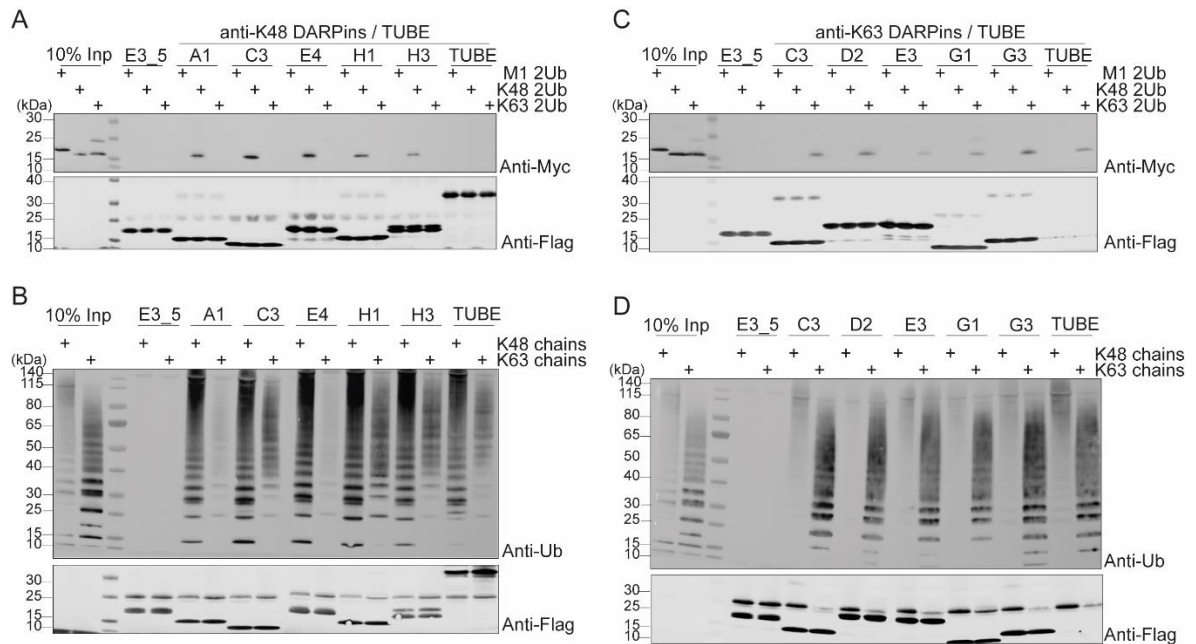 A
anti-K48 DARPins / TUBE
10% Inp E3_5 A1 C3 E4 H1 H3 TUBE
+ + + + + + + + M1 2Ub
+ + + + + + + + K48 2Ub
(kDa) + + + + + + + + K63 2Ub
30
25
15
10
Anti-Myc
40
30
25
15
10
Anti-Flag
B
10% Inp E3_5 A1 C3 E4 H1 H3 TUBE
+ + + + + + + + K48 chains
(kDa) + + + + + + + + K63 chains
140
115
80
65
50
40
30
25
15
10
Anti-Ub
30
25
15
10
Anti-Flag
C
anti-K63 DARPins / TUBE
10% Inp E3_5 C3 D2 E3 G1 G3 TUBE
+ + + + + + + + M1 2Ub
+ + + + + + + + K48 2Ub
(kDa) + + + + + + + + K63 2Ub
30
25
15
10
Anti-Myc
40
30
25
15
10
Anti-Flag
D
10% Inp E3_5 C3 D2 E3 G1 G3 TUBE
+ + + + + + + + K48 chains
(kDa) + + + + + + + + K63 chains
140
115
80
65
50
40
30
25
15
10
Anti-Ub
30
25
15
10
Anti-Flag